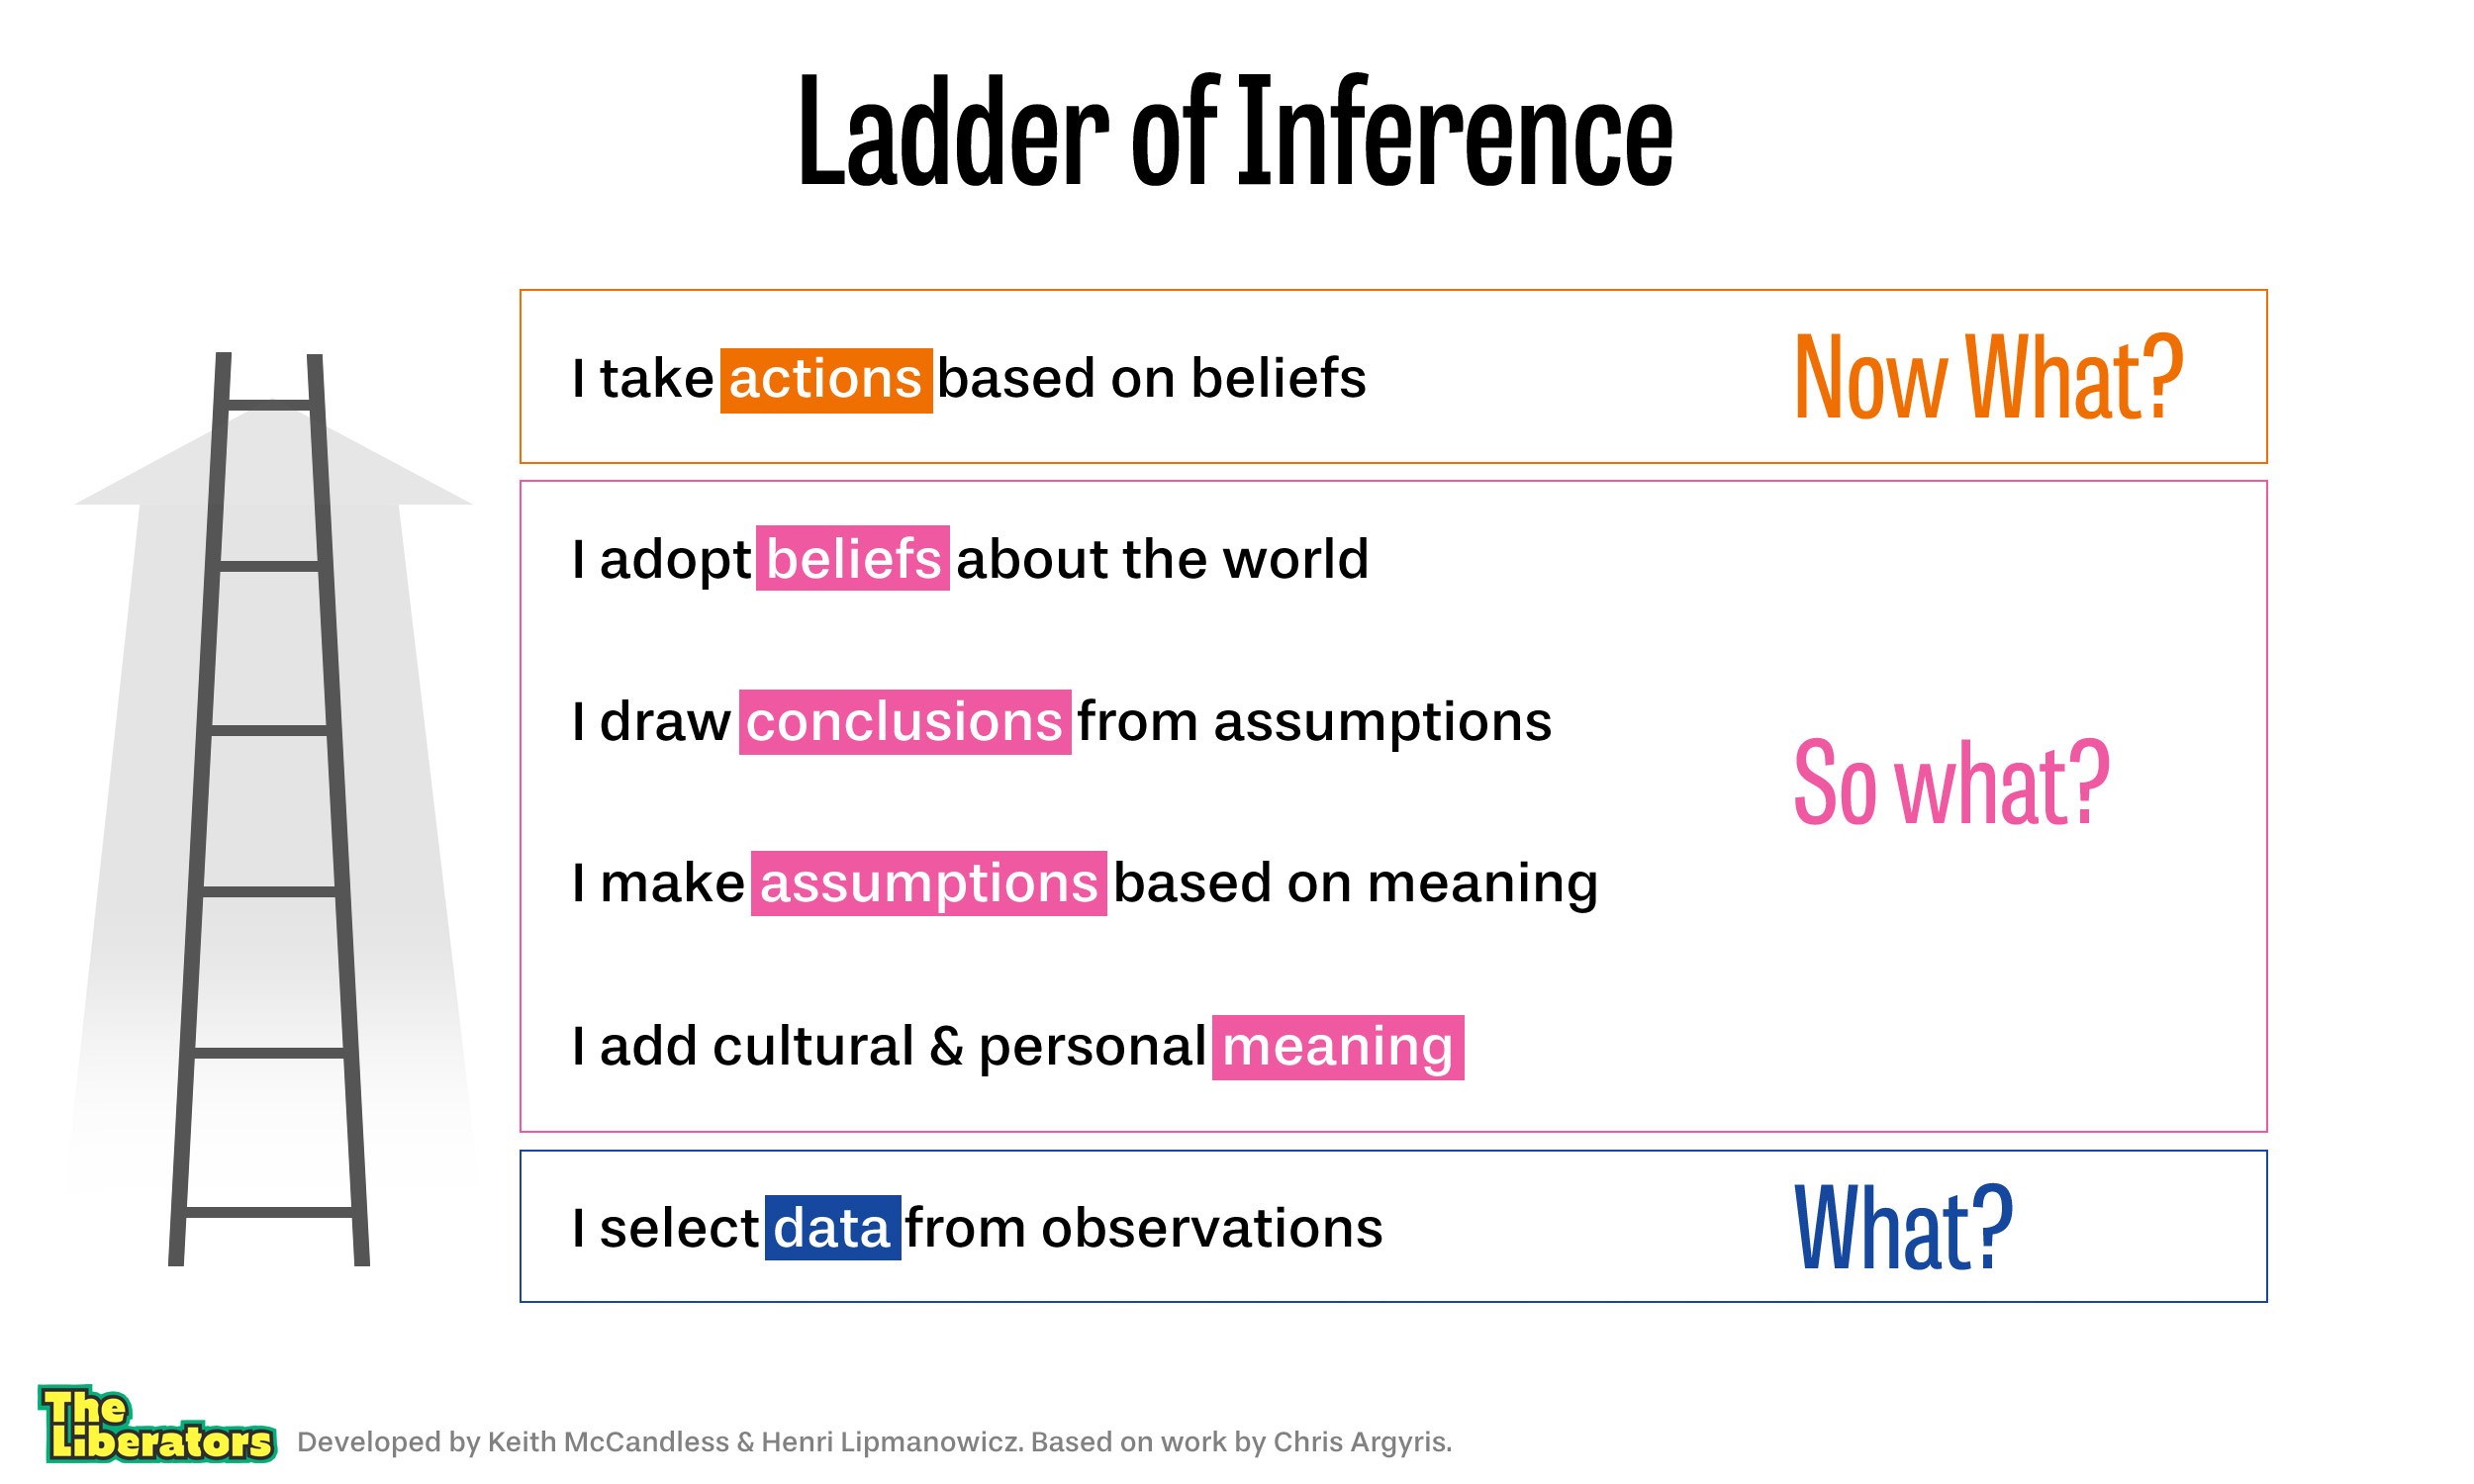 Ladder of Inference
I take actions based on beliefs
Now What?
I adopt beliefs about the world
I draw conclusions from assumptions
So what?
I make assumptions based on meaning
I add cultural & personal meaning
I select data from observations
What?
The
Liberators
Developed by Keith McCandless & Henri Lipmanowicz. Based on work by Chris Argyris.